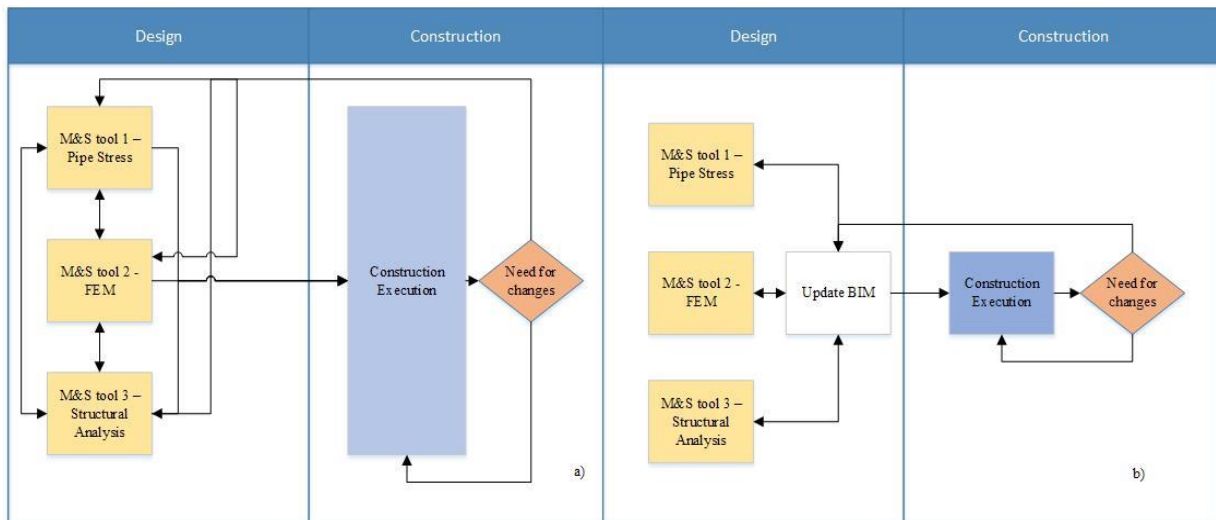 Design
Construction
Design
Construction
M&S tool 1 –
Pipe Stress
M&S tool 2 -
FEM
M&S tool 3 –
Structural
Analysis
Construction
Execution
Need for
changes
a)
M&S tool 1 –
Pipe Stress
M&S tool 2 -
FEM
M&S tool 3 –
Structural
Analysis
Update BIM
Construction
Execution
Need for
changes
b)